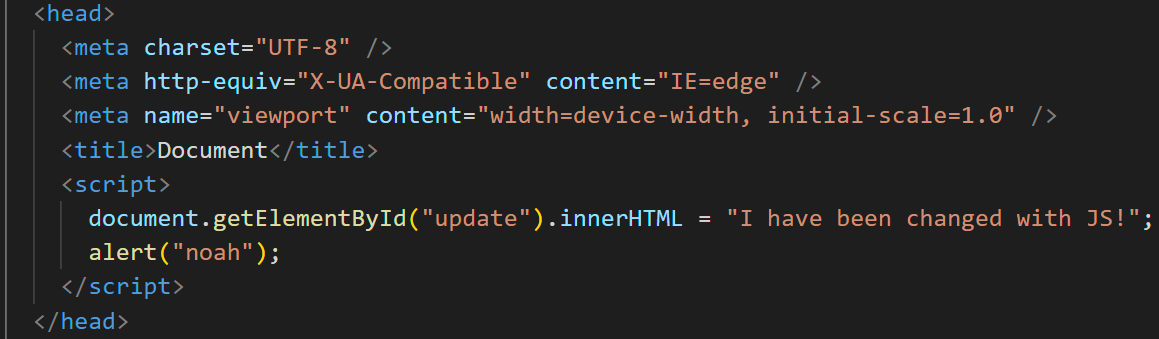 <head>
<meta charset="UTF-8" />
<meta http-equiv="X-UA-Compatible" content="IE=edge" />
<meta name="viewport" content="width=device-width, initial-scale=1.0" />
<title>Document</title>
<script>
document.getElementById("update").innerHTML = "I have been changed with JS!";
alert("noah");
</script>
</head>